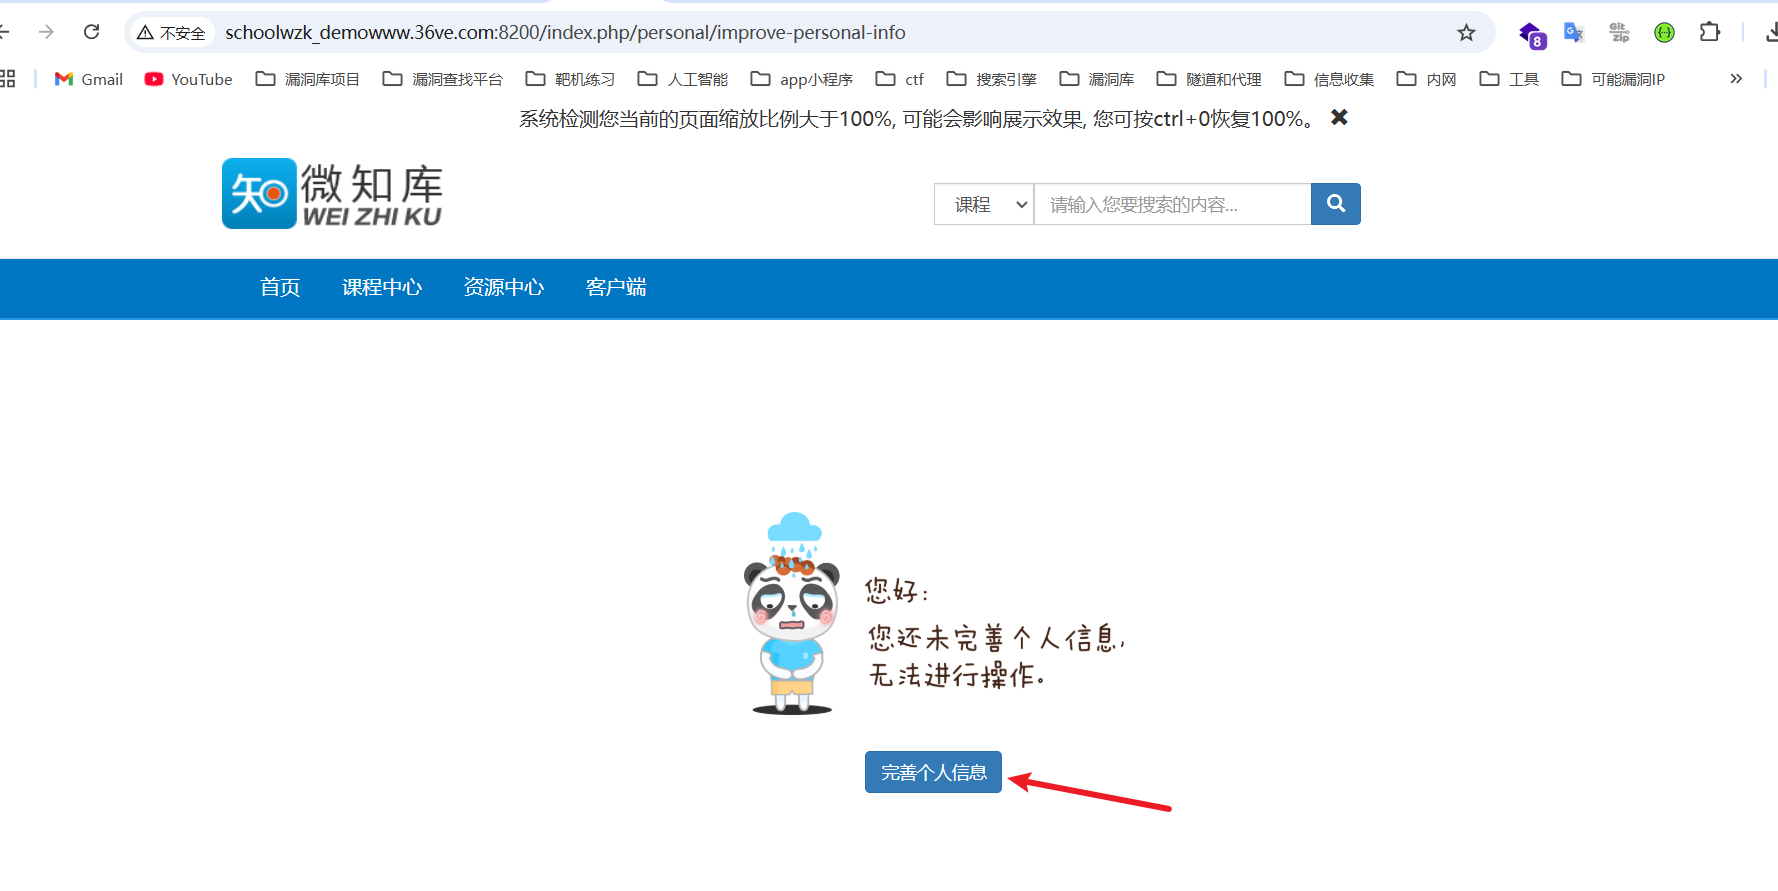 不安全 schoolwzk_demowww.36ve.com:8200/index.php/personal/improve-personal-info 8
Gmail YouTube 漏洞库项目 漏洞查找平台 靶机练习 人工智能 app小程序 ctf 搜索引擎 漏洞库 隧道和代理 信息收集 内网 工具 可能漏洞IP
系统检测您当前的页面缩放比例大于100%, 可能会影响展示效果, 您可按ctrl+0恢复100%。
知 微知库
WEI ZHI KU
课程 请输入您要搜索的内容...
首页 课程中心 资源中心 客户端
您好:
您还未完善个人信息,
无法进行操作。
完善个人信息